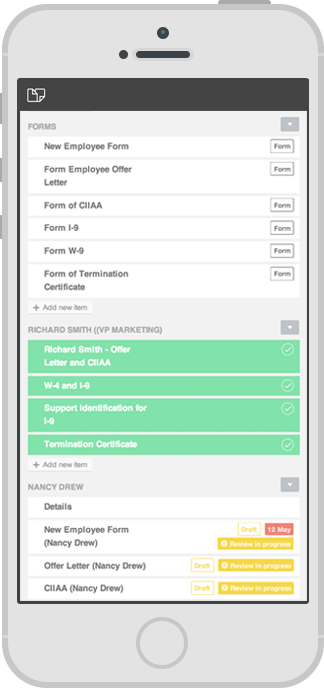 FORMS
New Employee Form Form
Form Employee Offer Form
Letter
Form of CIIAA Form
Form I-9 Form
Form W-9 Form
Form of Termination Form
Certificate
+ Add new item
RICHARD SMITH ((VP MARKETING)
Richard Smith - Offer
Letter and CIIAA
W-4 and I-9
Support Identification for
I-9
Termination Certificate
+ Add new item
NANCY DREW
Details
New Employee Form Draft 12 May
(Nancy Drew) Review in progress
Offer Letter (Nancy Drew) Draft Review in progress
CIIAA (Nancy Drew) Draft Review in progress